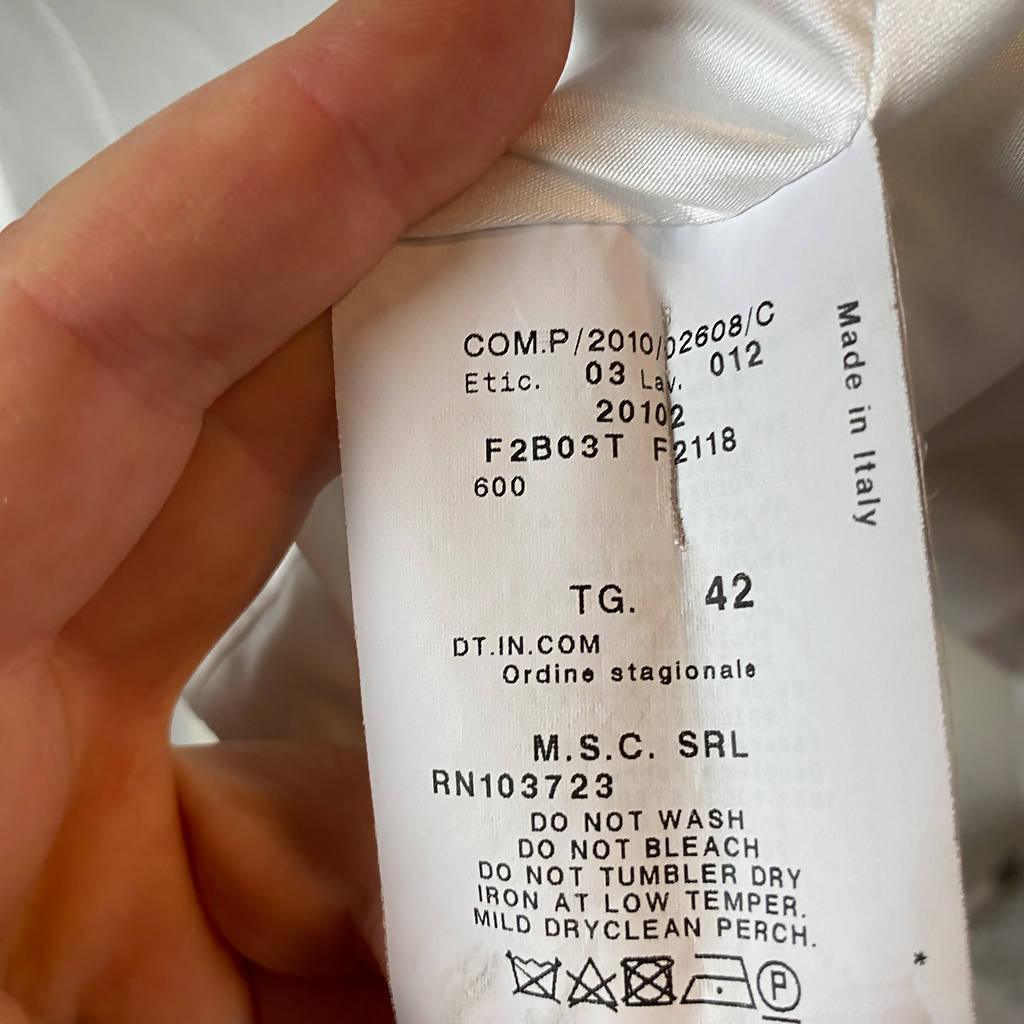 COM.P/2010/02608/C
Etic. 03 Lav. 012
20102
F2B03T F2118
600
TG. 42
DT.IN.COM
Ordine stagionale
M.S.C. SRL
RN103723
DO NOT WASH
DO NOT BLEACH
DO NOT TUMBLER DRY
IRON AT LOW TEMPER.
MILD DRYCLEAN PERCH.
P
*
Made in Italy